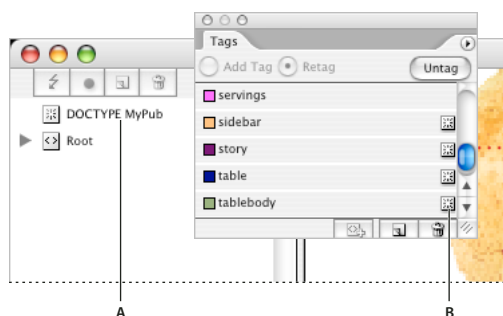 Tags
Add Tag Retag Untag
servings
sidebar
story
table
tablebody
DOCTYPE MyPub
Root
A B